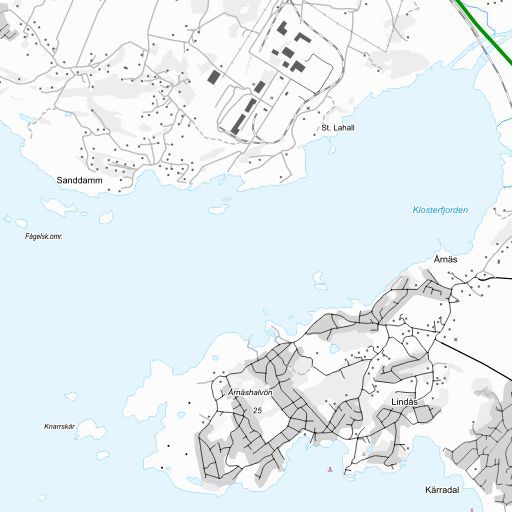 St. Lahall
Sanddamm
Klosterfjorden
Fågelsk.omr.
Årnäs
Årnäshalvön
Lindås
25
Knarrskär
Kärradal